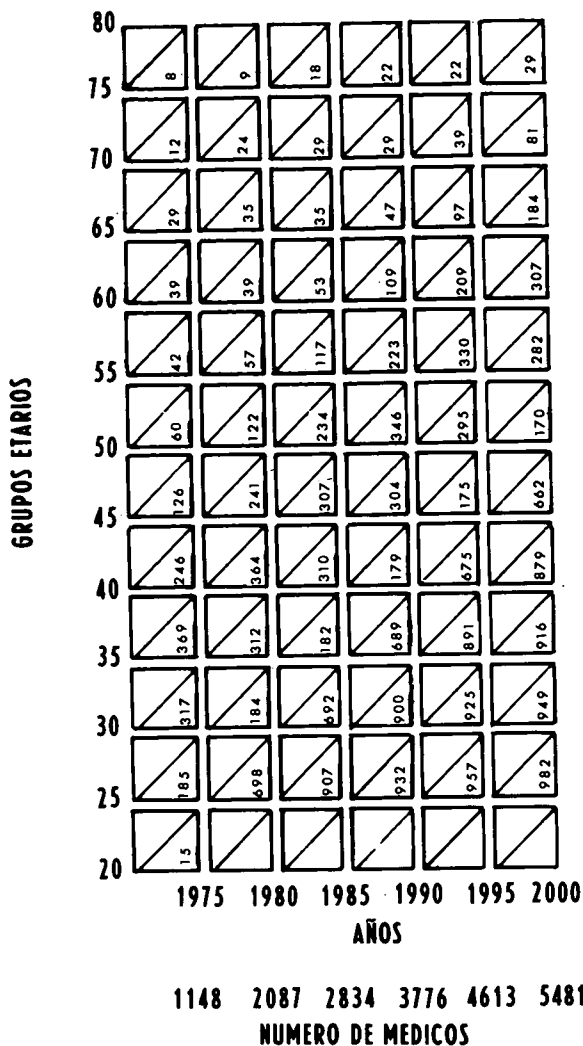 80
8 9 18 22 22 29
75
12 24 29 29 39 81
70
29 35 35 47 97 184
65
39 39 53 109 209 307
60
42 57 117 223 330 282
55
60 122 234 346 295 170
50
126 241 307 304 175 662
45
246 364 310 179 675 879
40
369 312 182 689 891 916
35
317 184 692 900 925 949
30
185 698 907 932 957 982
25
15
20
GRUPOS ETARIOS
1975 1980 1985 1990 1995 2000
AÑOS
1148 2087 2834 3776 4613 5481
NUMERO DE MEDICOS